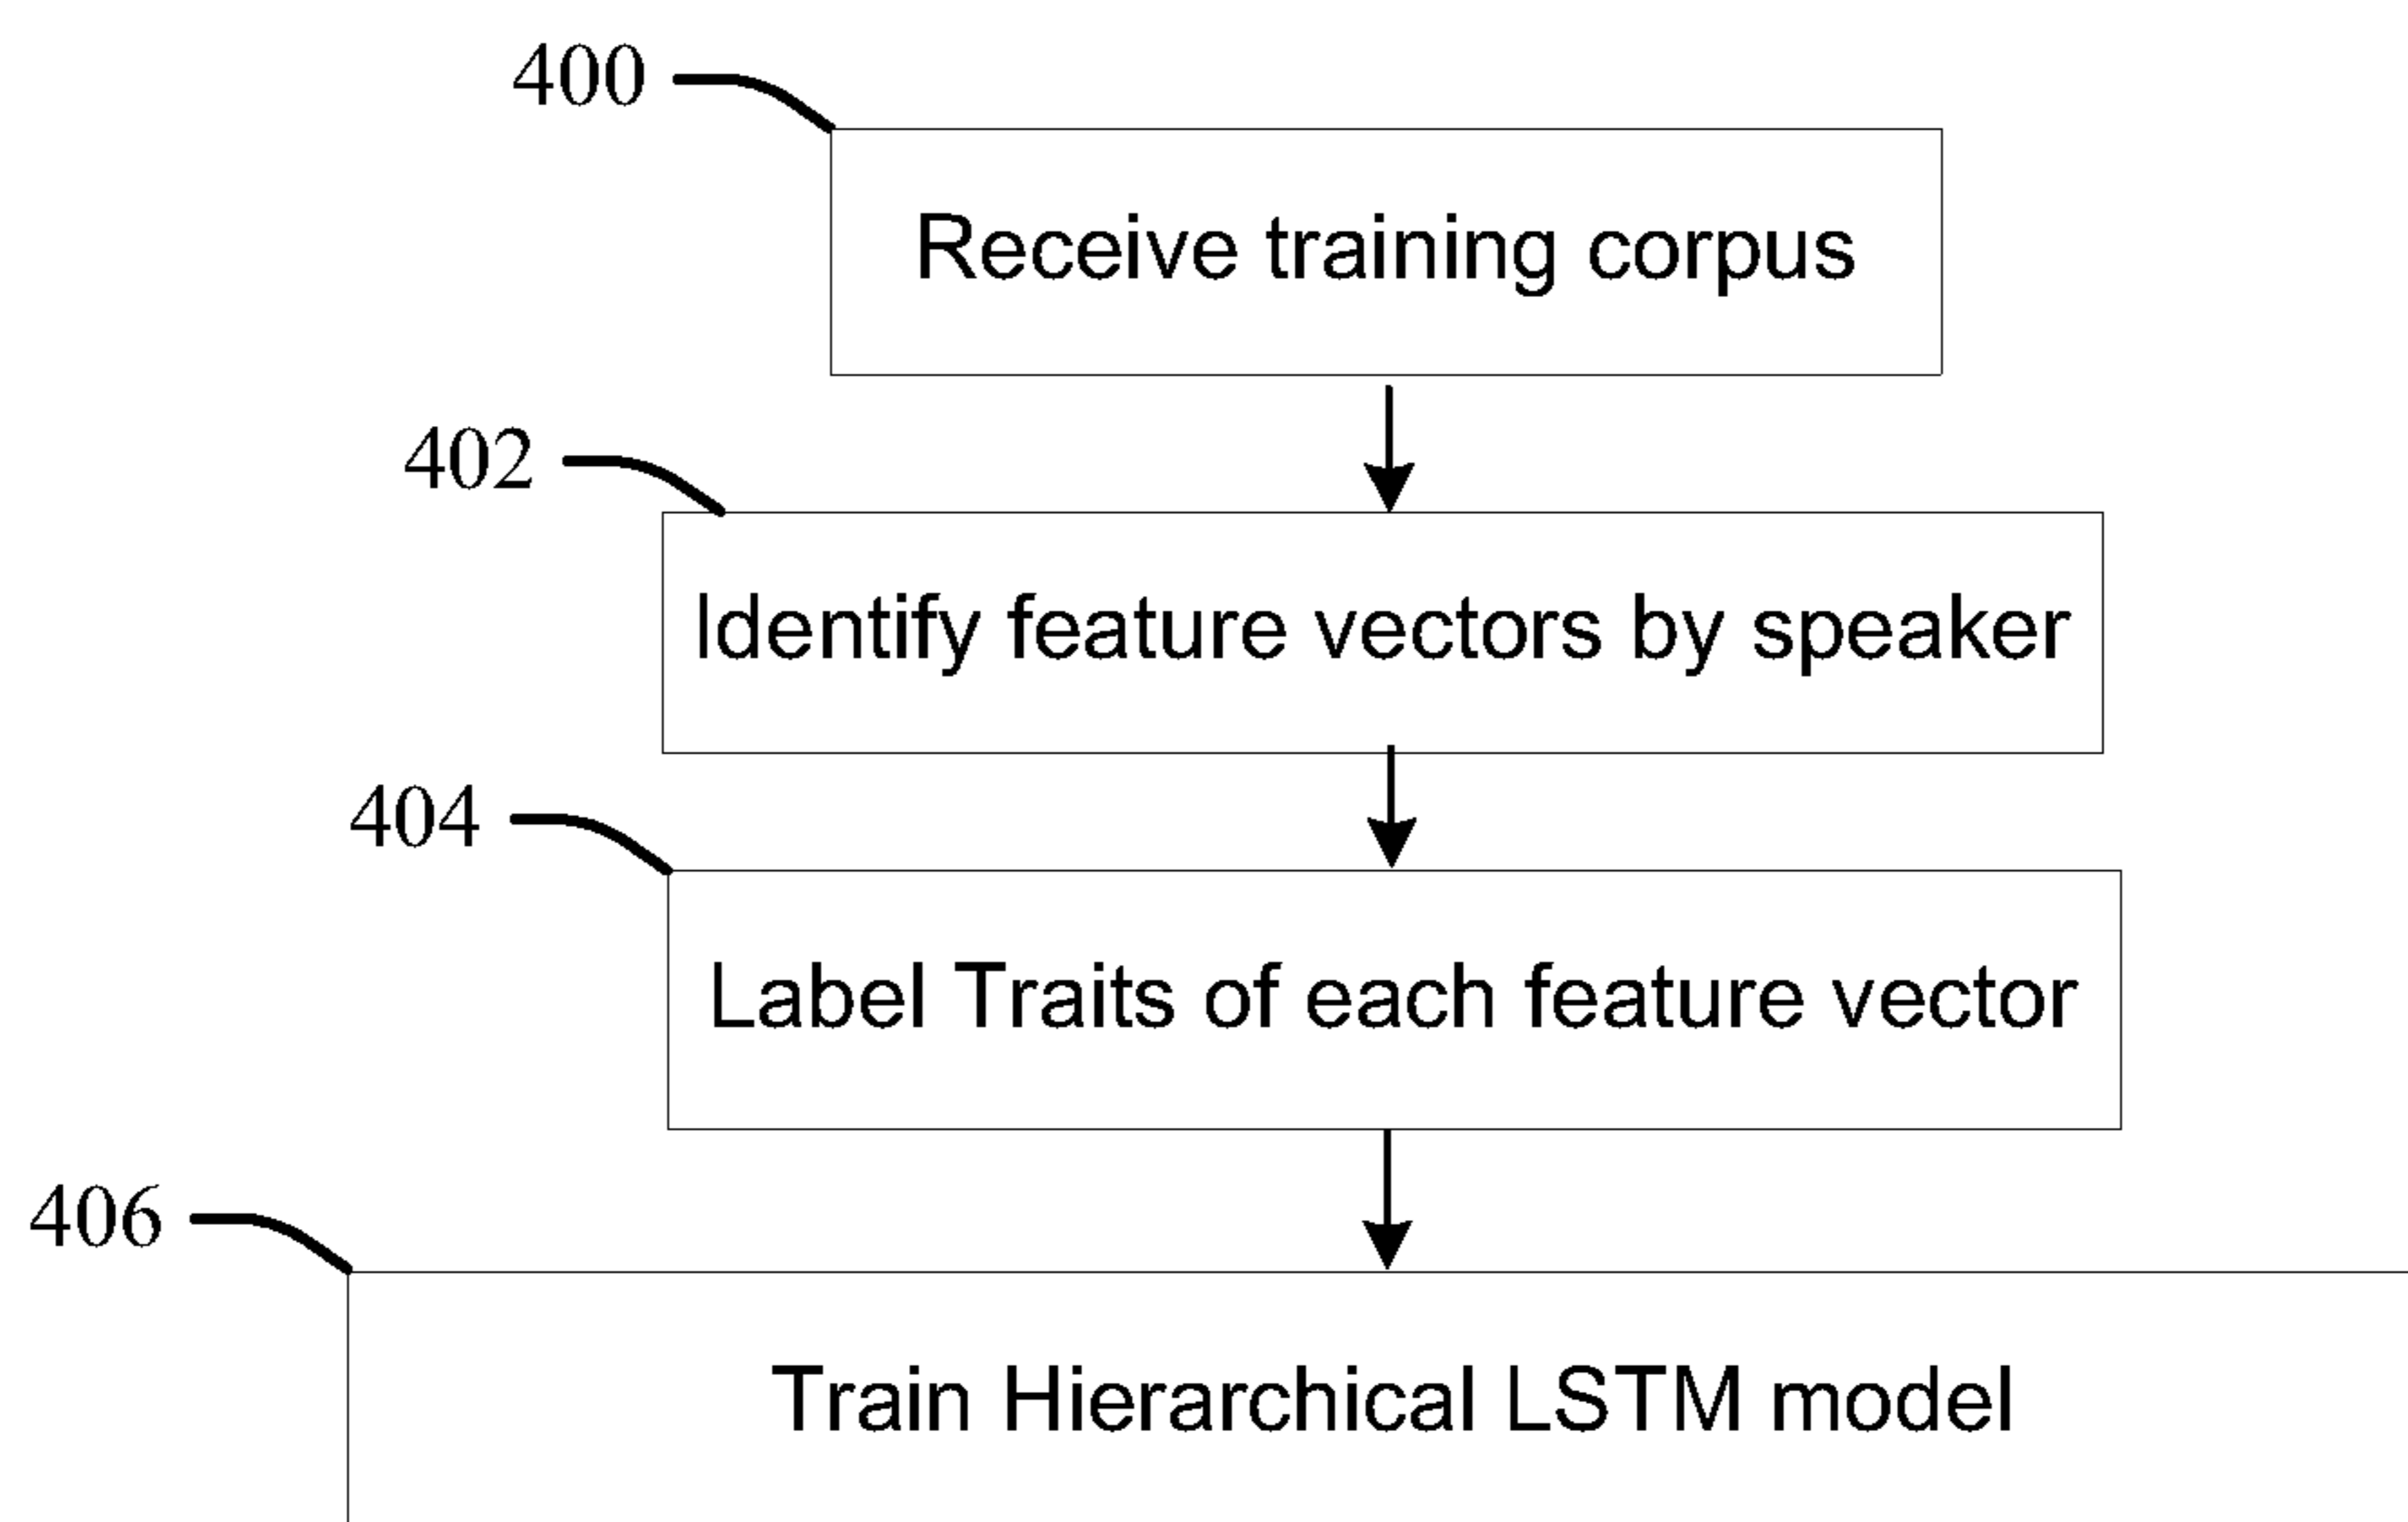 400
Receive training corpus
402
Identify feature vectors by speaker
404
Label Traits of each feature vector
406
Train Hierarchical LSTM model